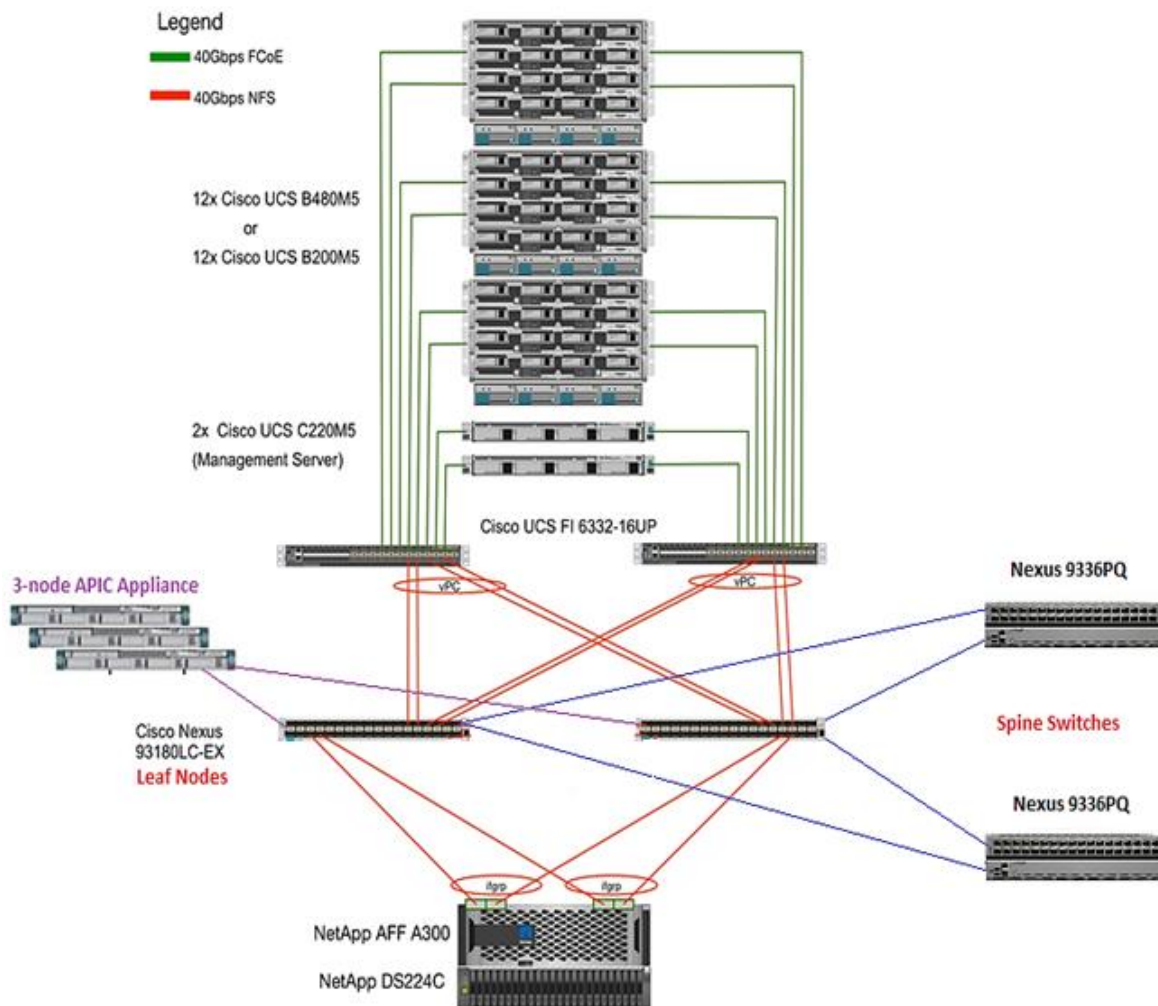 Legend
40Gbps FCoE
40Gbps NFS
12x Cisco UCS B480M5
or
12x Cisco UCS B200M5
2x Cisco UCS C220M5
(Management Server)
Cisco UCS FI 6332-16UP
vPC
vPC
3-node APIC Appliance
Nexus 9336PQ
Cisco Nexus
93180LC-EX
Leaf Nodes
Spine Switches
Nexus 9336PQ
ifgrp
ifgrp
NetApp AFF A300
NetApp DS224C